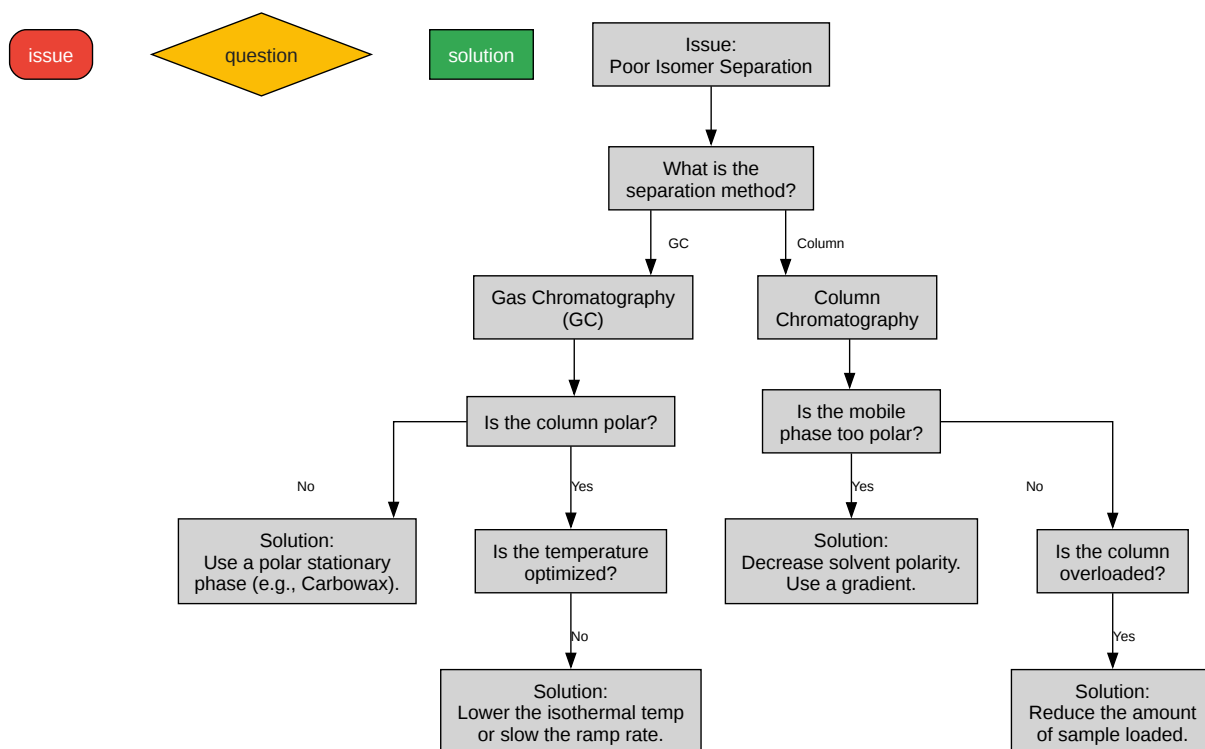 issue
question
solution
Issue:
Poor Isomer Separation
What is the
separation method?
GC
Column
Gas Chromatography
(GC)
Column
Chromatography
Is the column polar?
Is the mobile
phase too polar?
No
Yes
Yes
No
Solution:
Use a polar stationary
phase (e.g., Carbowax).
Is the temperature
optimized?
Solution:
Decrease solvent polarity.
Use a gradient.
Is the column
overloaded?
No
Yes
Solution:
Lower the isothermal temp
or slow the ramp rate.
Solution:
Reduce the amount
of sample loaded.